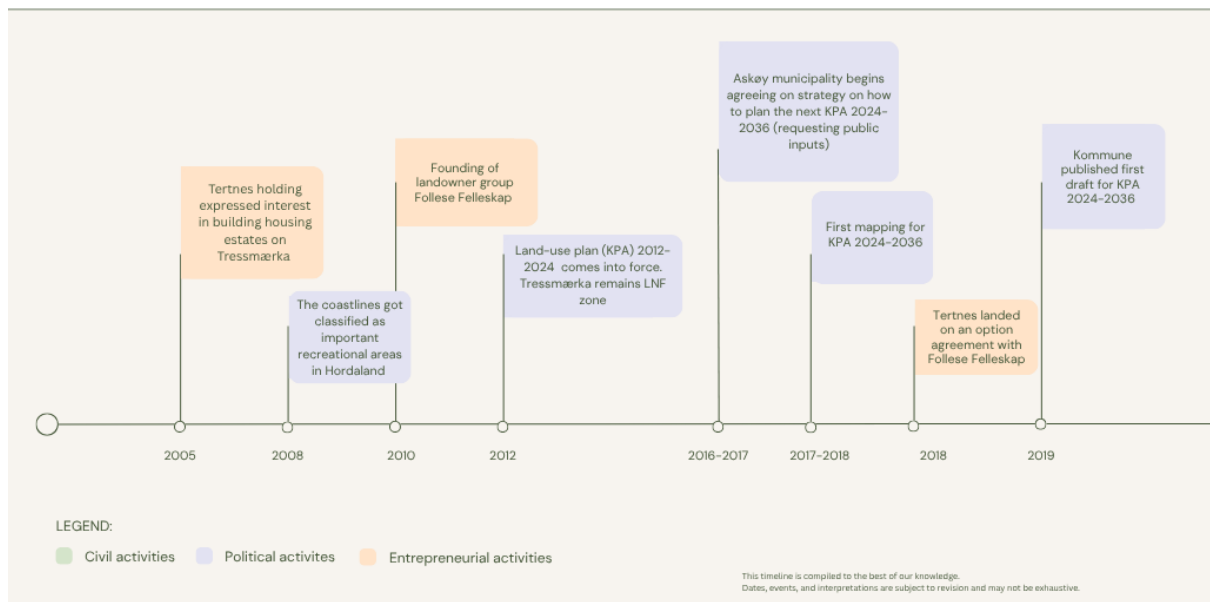 Tertnes holding
expressed interest
in building housing
estates on
Tressmærka
The coastlines got
classified as
important
recreational areas
in Hordaland
Founding of
landowner group
Follese Felleskap
Land-use plan (KPA) 2012-
2024 comes into force.
Tressmærka remains LNF
zone
Askøy municipality begins
agreeing on strategy on how
to plan the next KPA 2024-
2036 (requesting public
inputs)
First mapping for
KPA 2024-2036
Tertnes landed
on an option
agreement with
Follese Felleskap
Kommune
published first
draft for KPA
2024-2036
2005
2008
2010
2012
2016-2017
2017-2018
2018
2019
LEGEND:
Civil activities
Political activites
Entrepreneurial activities
This timeline is compiled to the best of our knowledge.
Dates, events, and interpretations are subject to revision and may not be exhaustive.